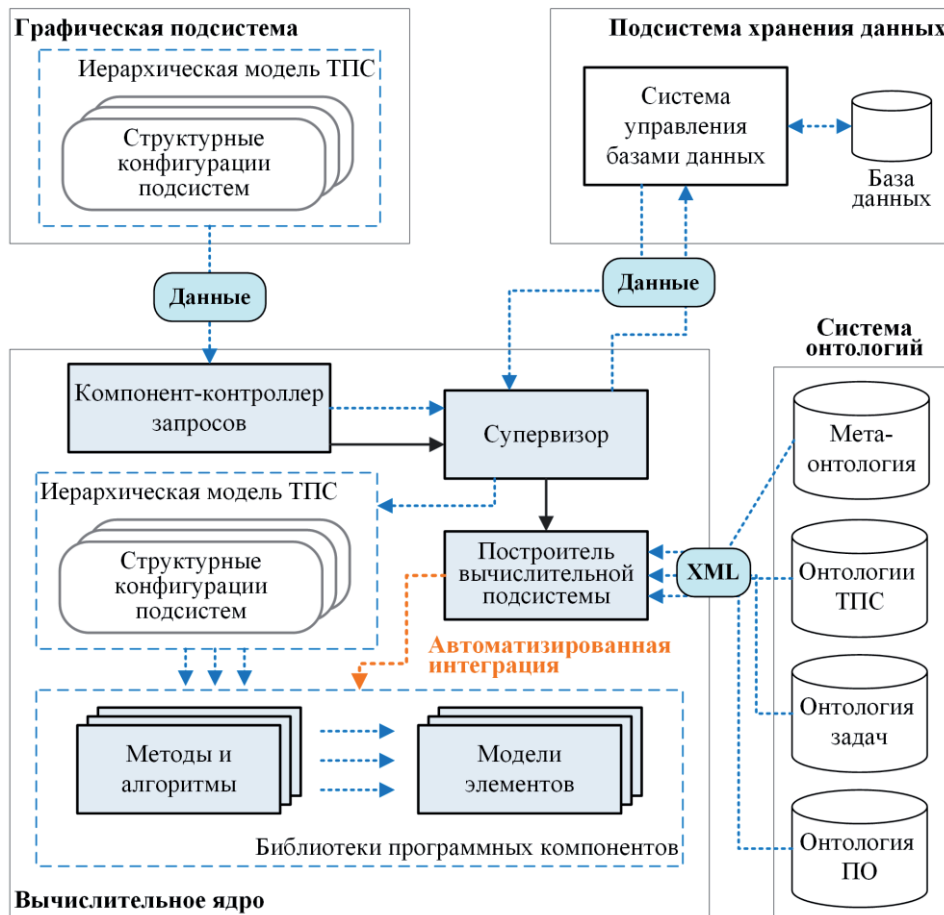 Графическая подсистема
Иерархическая модель ТПС
Структурные
конфигурации
подсистем
Подсистема хранения данных
Система
управления
базами данных
База
данных
Данные
Данные
Система
онтологий
Компонент-контроллер
запросов
Супервизор
Мета-
онтология
Иерархическая модель ТПС
Структурные
конфигурации
подсистем
Построитель
вычислительной
подсистемы
XML
Онтологии
ТПС
Автоматизированная
интеграция
Онтология
задач
Методы и
алгоритмы
Модели
элементов
Библиотеки программных компонентов
Онтология
ПО
Вычислительное ядро